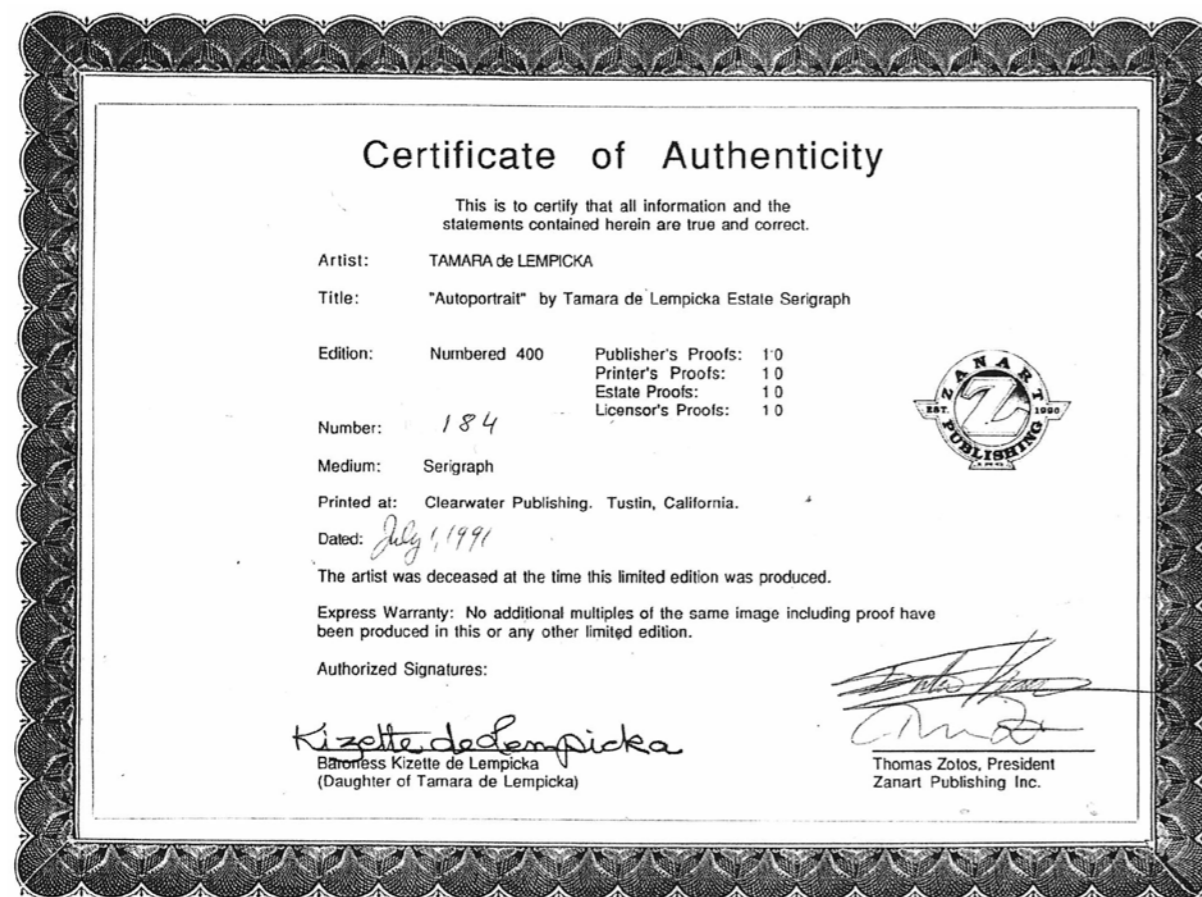 Certificate of Authenticity
This is to certify that all information and the
statements contained herein are true and correct.
Artist: TAMARA de LEMPICKA
Title: "Autoportrait" by Tamara de Lempicka Estate Serigraph
Edition: Numbered 400 Publisher's Proofs: 10
Printer's Proofs: 10
Estate Proofs: 10
Licensor's Proofs: 10
ZANART
EST. Z
PUBLISHING
INC.
Number: 184
Medium: Serigraph
Printed at: Clearwater Publishing. Tustin, California.
Dated: July 1, 1991
The artist was deceased at the time this limited edition was produced.
Express Warranty: No additional multiples of the same image including proof have
been produced in this or any other limited edition.
Authorized Signatures:
Kizette de Lempicka
Baroness Kizette de Lempicka
(Daughter of Tamara de Lempicka)
Thomas Zotos, President
Zanart Publishing Inc.